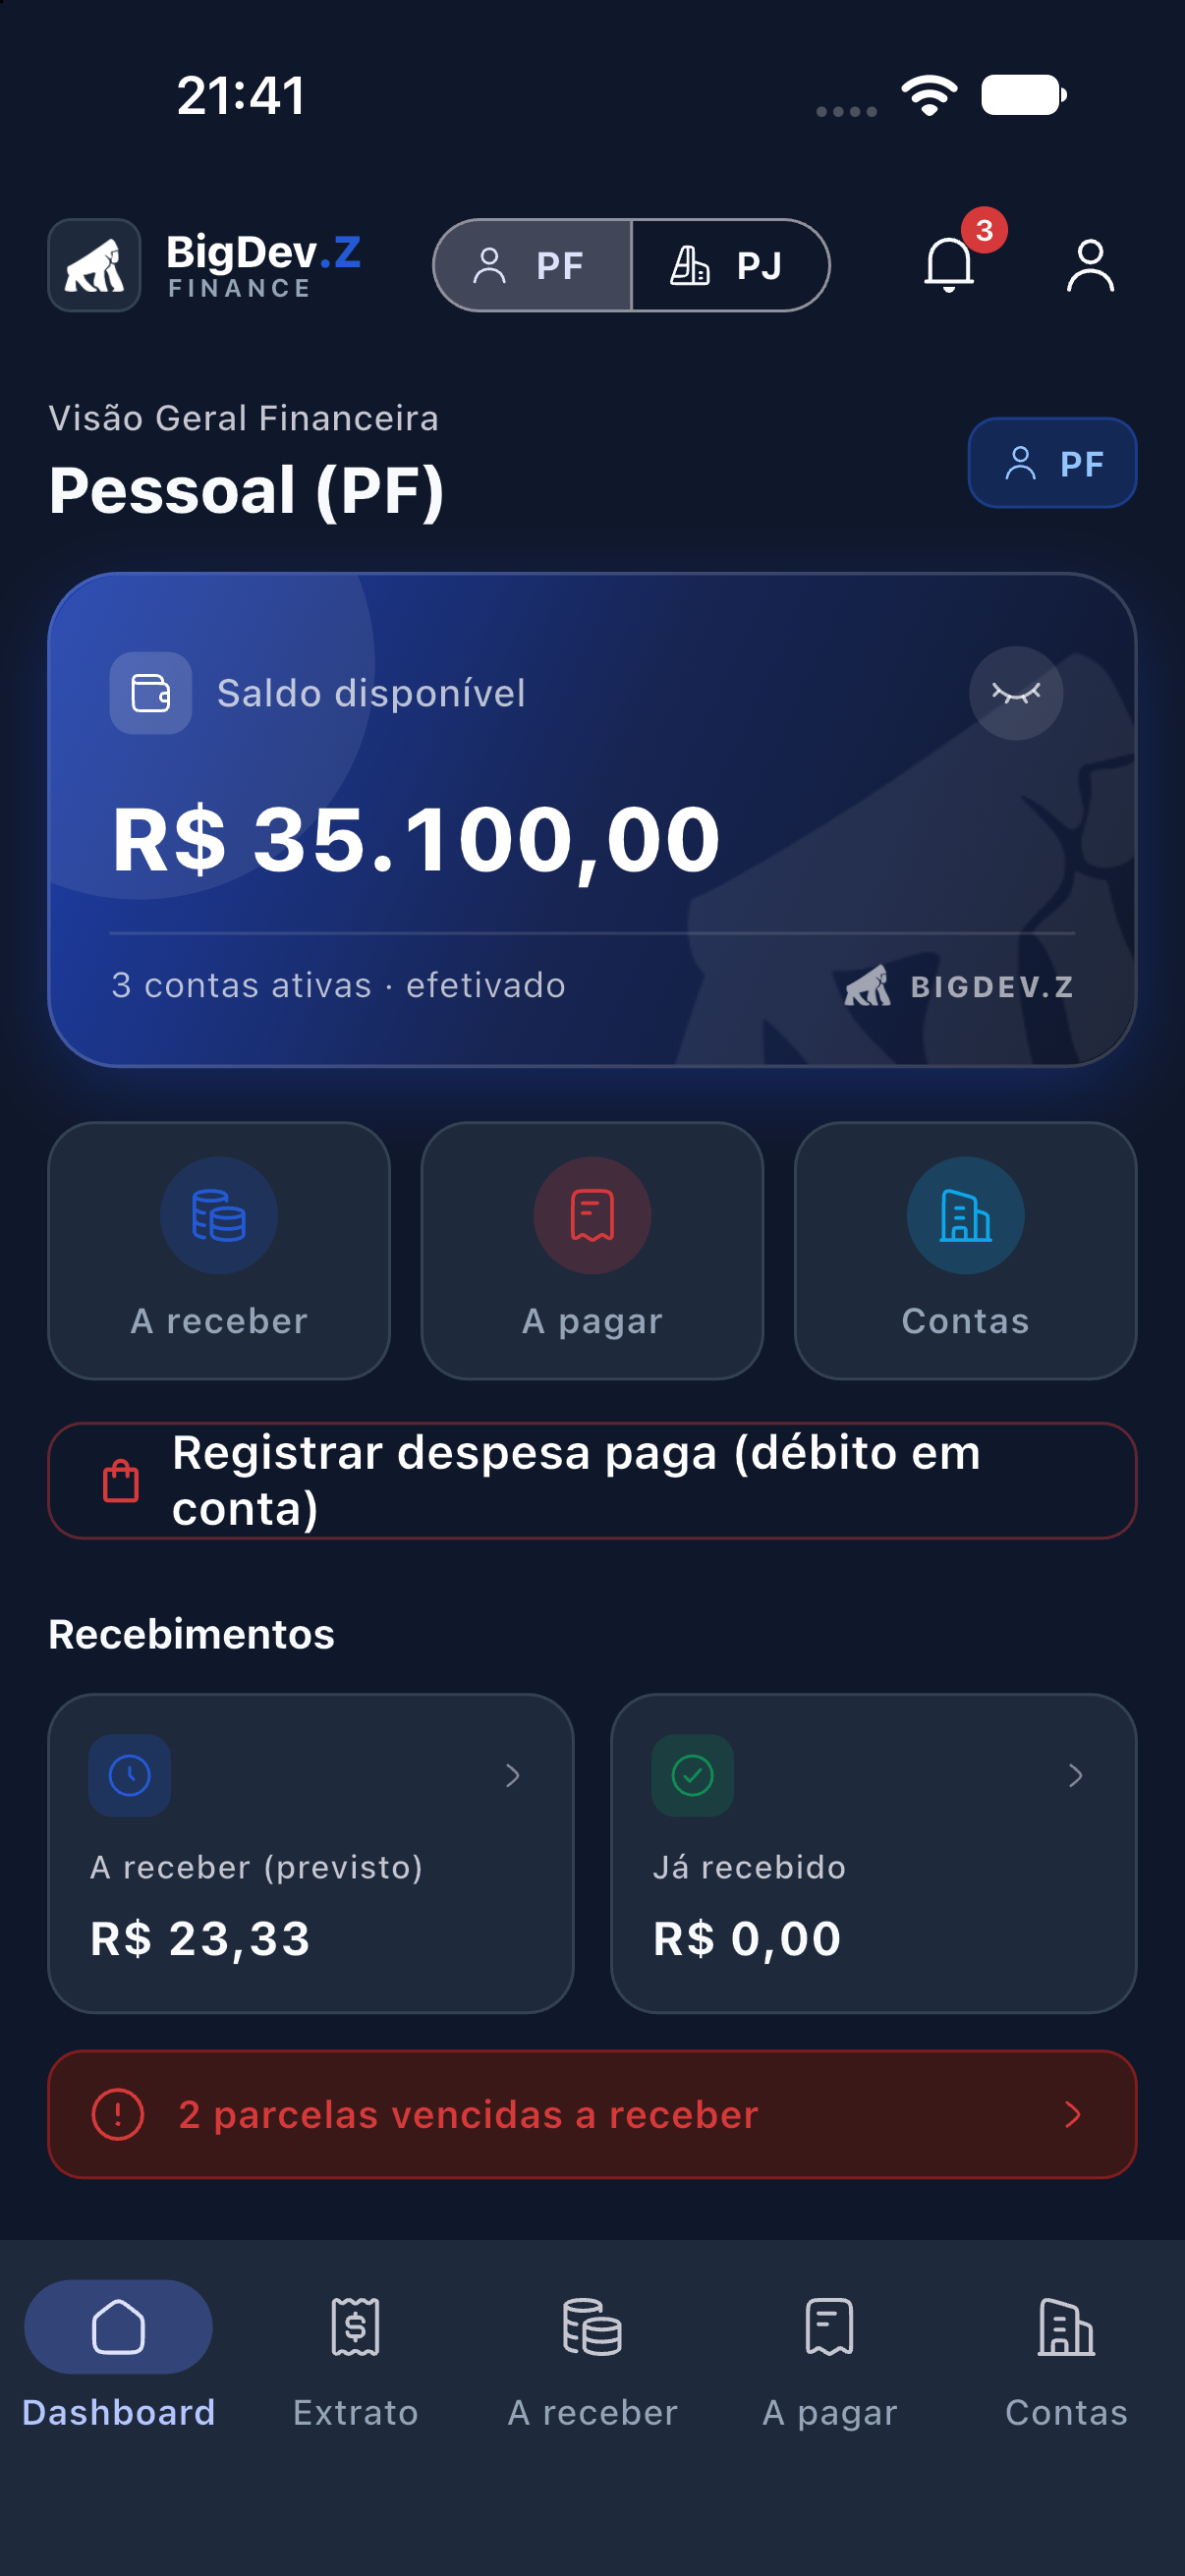 21:41
BigDev.Z
FINANCE
PF
PJ
3
Visão Geral Financeira
Pessoal (PF)
PF
Saldo disponível
R$ 35.100,00
3 contas ativas · efetivado
BIGDEV.Z
A receber
A pagar
Contas
Registrar despesa paga (débito em
conta)
Recebimentos
A receber (previsto)
R$ 23,33
Já recebido
R$ 0,00
2 parcelas vencidas a receber
Dashboard
Extrato
A receber
A pagar
Contas